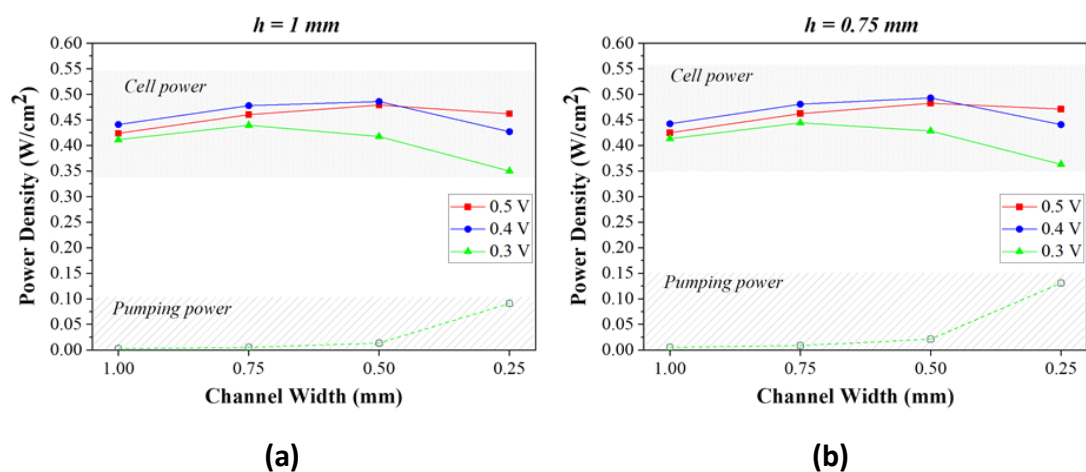 h = 1 mm
0.60
0.55
0.50
0.45
0.40
0.35
0.30
0.25
0.20
0.15
0.10
0.05
0.00
Power Density (W/cm²)
Cell power
0.5 V
0.4 V
0.3 V
Pumping power
1.00 0.75 0.50 0.25
Channel Width (mm)
(a)
h = 0.75 mm
0.60
0.55
0.50
0.45
0.40
0.35
0.30
0.25
0.20
0.15
0.10
0.05
0.00
Power Density (W/cm²)
Cell power
0.5 V
0.4 V
0.3 V
Pumping power
1.00 0.75 0.50 0.25
Channel Width (mm)
(b)